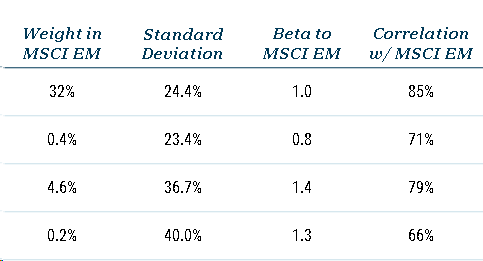 Weight in MSCI EM Standard Deviation Beta to MSCI EM Correlation w/ MSCI EM
32% 24.4% 1.0 85%
0.4% 23.4% 0.8 71%
4.6% 36.7% 1.4 79%
0.2% 40.0% 1.3 66%